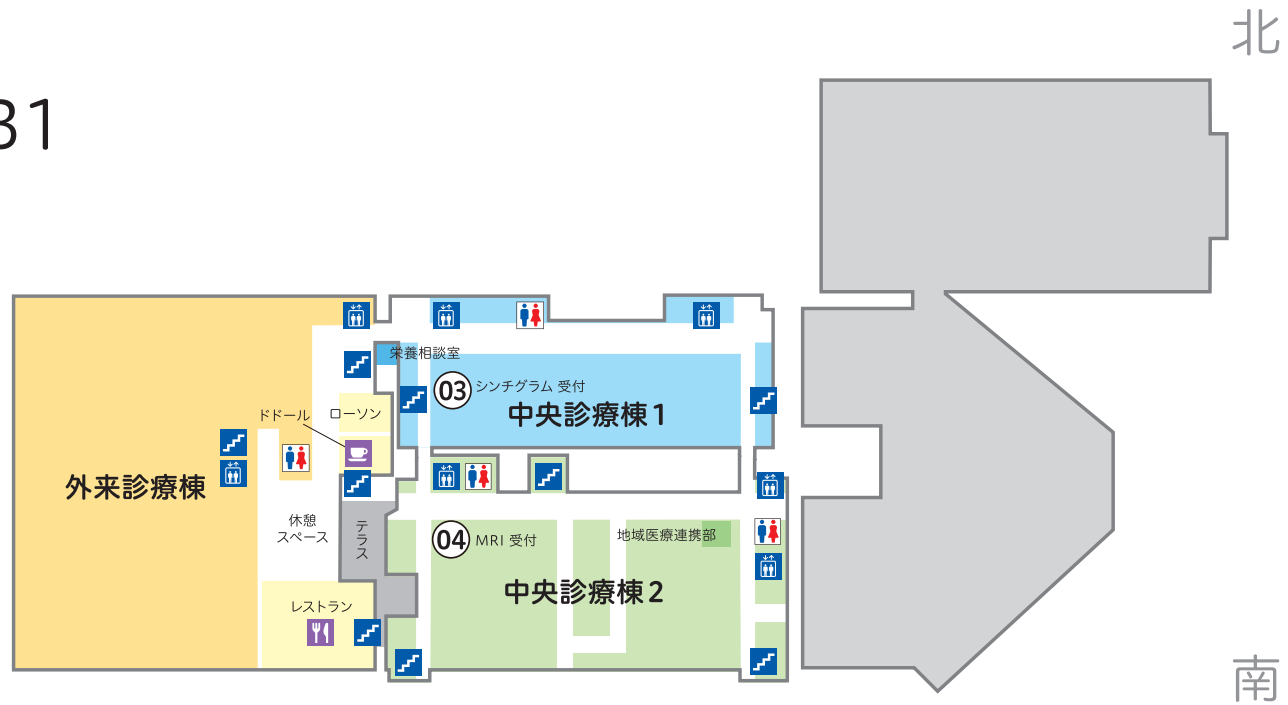 北
B1
栄養相談室
03 シンチグラム 受付
中央診療棟1
ドドール
ローソン
外来診療棟
休憩
スペース
テラス
04 MRI 受付
地域医療連携部
中央診療棟2
レストラン
南